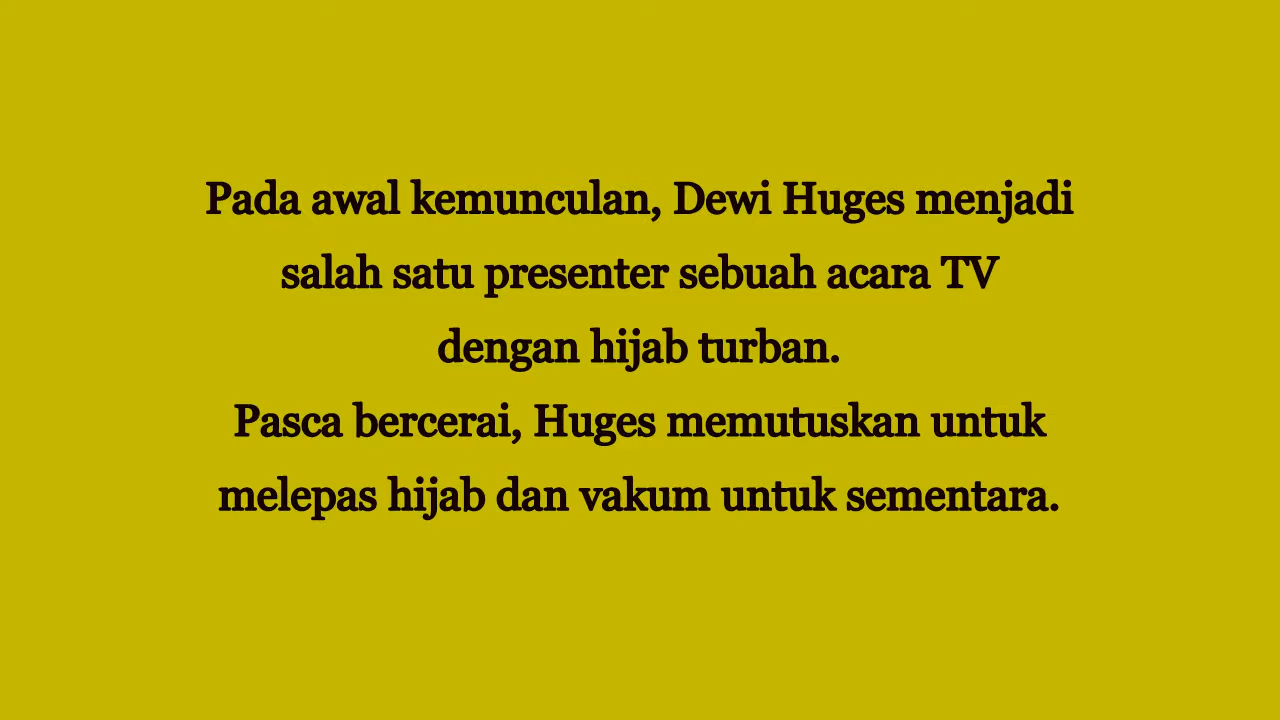 Pada awal kemunculan, Dewi Huges menjadi
salah satu presenter sebuah acara TV
dengan hijab turban.
Pasca bercerai, Huges memutuskan untuk
melepas hijab dan vakum untuk sementara.